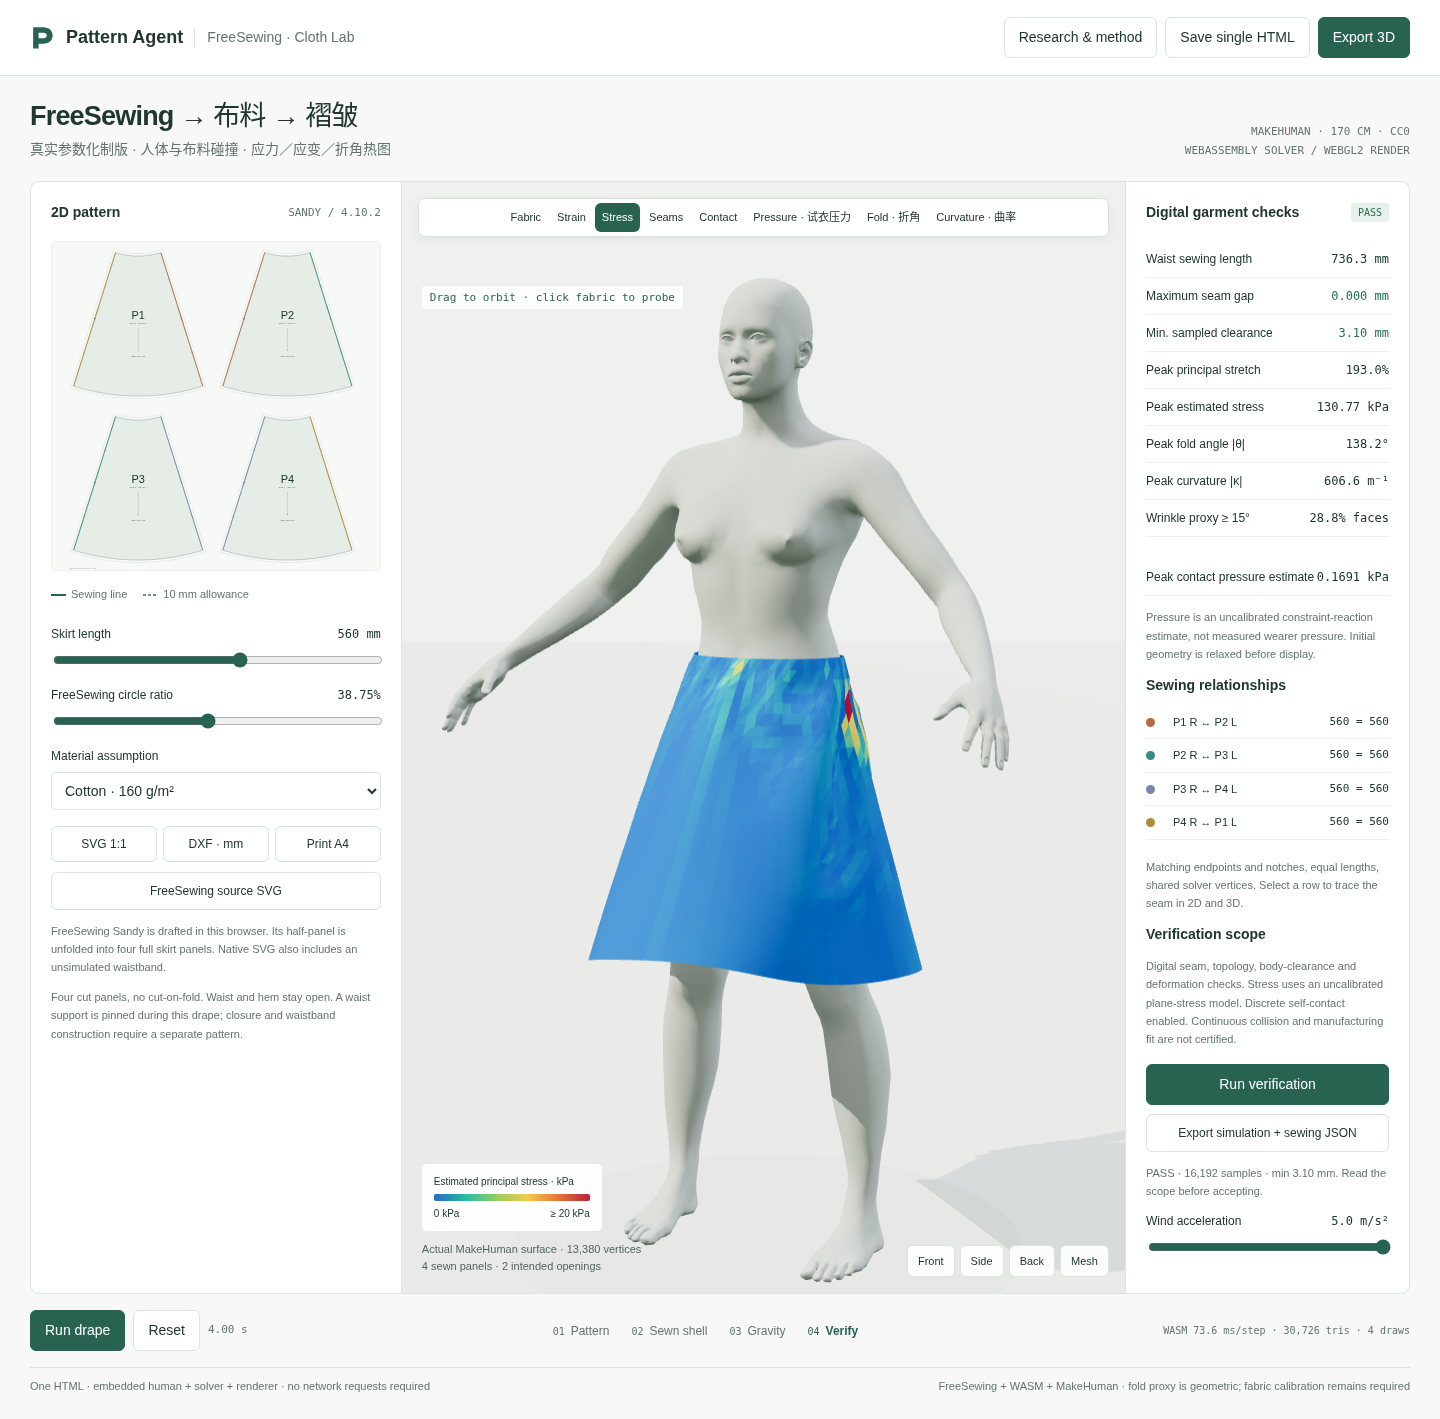 Pattern Agent
FreeSewing · Cloth Lab
Research & method
Save single HTML
Export 3D
FreeSewing → 布料 → 褶皱
真实参数化制版 · 人体与布料碰撞 · 应力／应变／折角热图
MAKEHUMAN · 170 CM · CC0
WEBASSEMBLY SOLVER / WEBGL2 RENDER
2D pattern
SANDY / 4.10.2
P1
P2
P3
P4
Sewing line
10 mm allowance
Skirt length
560 mm
FreeSewing circle ratio
38.75%
Material assumption
Cotton · 160 g/m²
SVG 1:1
DXF · mm
Print A4
FreeSewing source SVG
FreeSewing Sandy is drafted in this browser. Its half-panel is
unfolded into four full skirt panels. Native SVG also includes an
unsimulated waistband.
Four cut panels, no cut-on-fold. Waist and hem stay open. A waist
support is pinned during this drape; closure and waistband
construction require a separate pattern.
Fabric
Strain
Stress
Seams
Contact
Pressure · 试衣压力
Fold · 折角
Curvature · 曲率
Drag to orbit · click fabric to probe
Estimated principal stress · kPa
0 kPa
≥ 20 kPa
Actual MakeHuman surface · 13,380 vertices
4 sewn panels · 2 intended openings
Front
Side
Back
Mesh
Digital garment checks
PASS
Waist sewing length
736.3 mm
Maximum seam gap
0.000 mm
Min. sampled clearance
3.10 mm
Peak principal stretch
193.0%
Peak estimated stress
130.77 kPa
Peak fold angle |θ|
138.2°
Peak curvature |κ|
606.6 m⁻¹
Wrinkle proxy ≥ 15°
28.8% faces
Peak contact pressure estimate
0.1691 kPa
Pressure is an uncalibrated constraint-reaction
estimate, not measured wearer pressure. Initial
geometry is relaxed before display.
Sewing relationships
P1 R ↔ P2 L
560 = 560
P2 R ↔ P3 L
560 = 560
P3 R ↔ P4 L
560 = 560
P4 R ↔ P1 L
560 = 560
Matching endpoints and notches, equal lengths,
shared solver vertices. Select a row to trace the
seam in 2D and 3D.
Verification scope
Digital seam, topology, body-clearance and
deformation checks. Stress uses an uncalibrated
plane-stress model. Discrete self-contact
enabled. Continuous collision and manufacturing
fit are not certified.
Run verification
Export simulation + sewing JSON
PASS · 16,192 samples · min 3.10 mm. Read the
scope before accepting.
Wind acceleration
5.0 m/s²
Run drape
Reset
4.00 s
01 Pattern
02 Sewn shell
03 Gravity
04 Verify
WASM 73.6 ms/step · 30,726 tris · 4 draws
One HTML · embedded human + solver + renderer · no network requests required
FreeSewing + WASM + MakeHuman · fold proxy is geometric; fabric calibration remains required